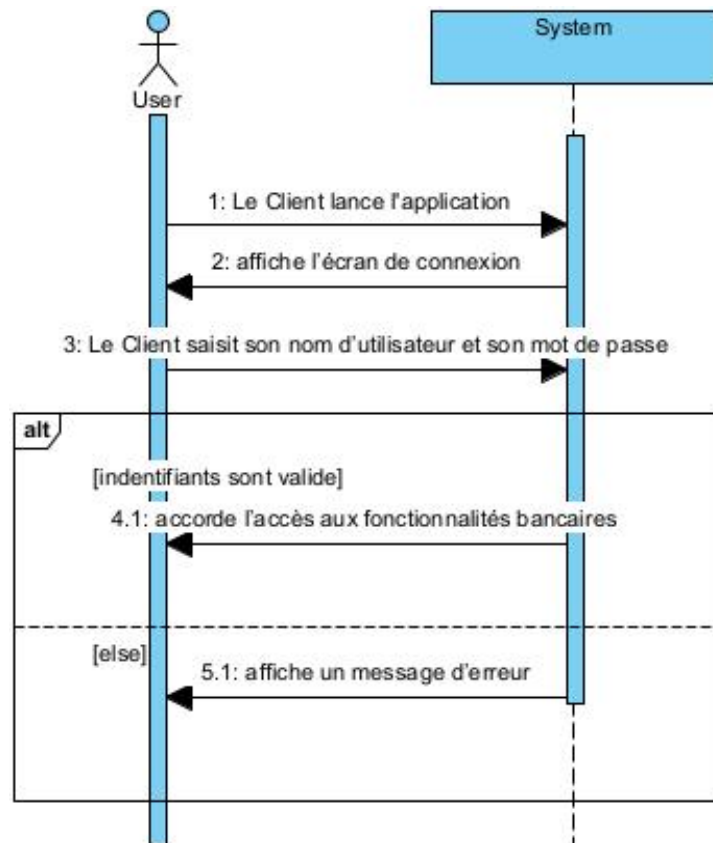 System
User
1: Le Client lance l'application
2: affiche l'écran de connexion
3: Le Client saisit son nom d'utilisateur et son mot de passe
alt
[indentifiants sont valide]
4.1: accorde l'accès aux fonctionnalités bancaires
[else]
5.1: affiche un message d'erreur